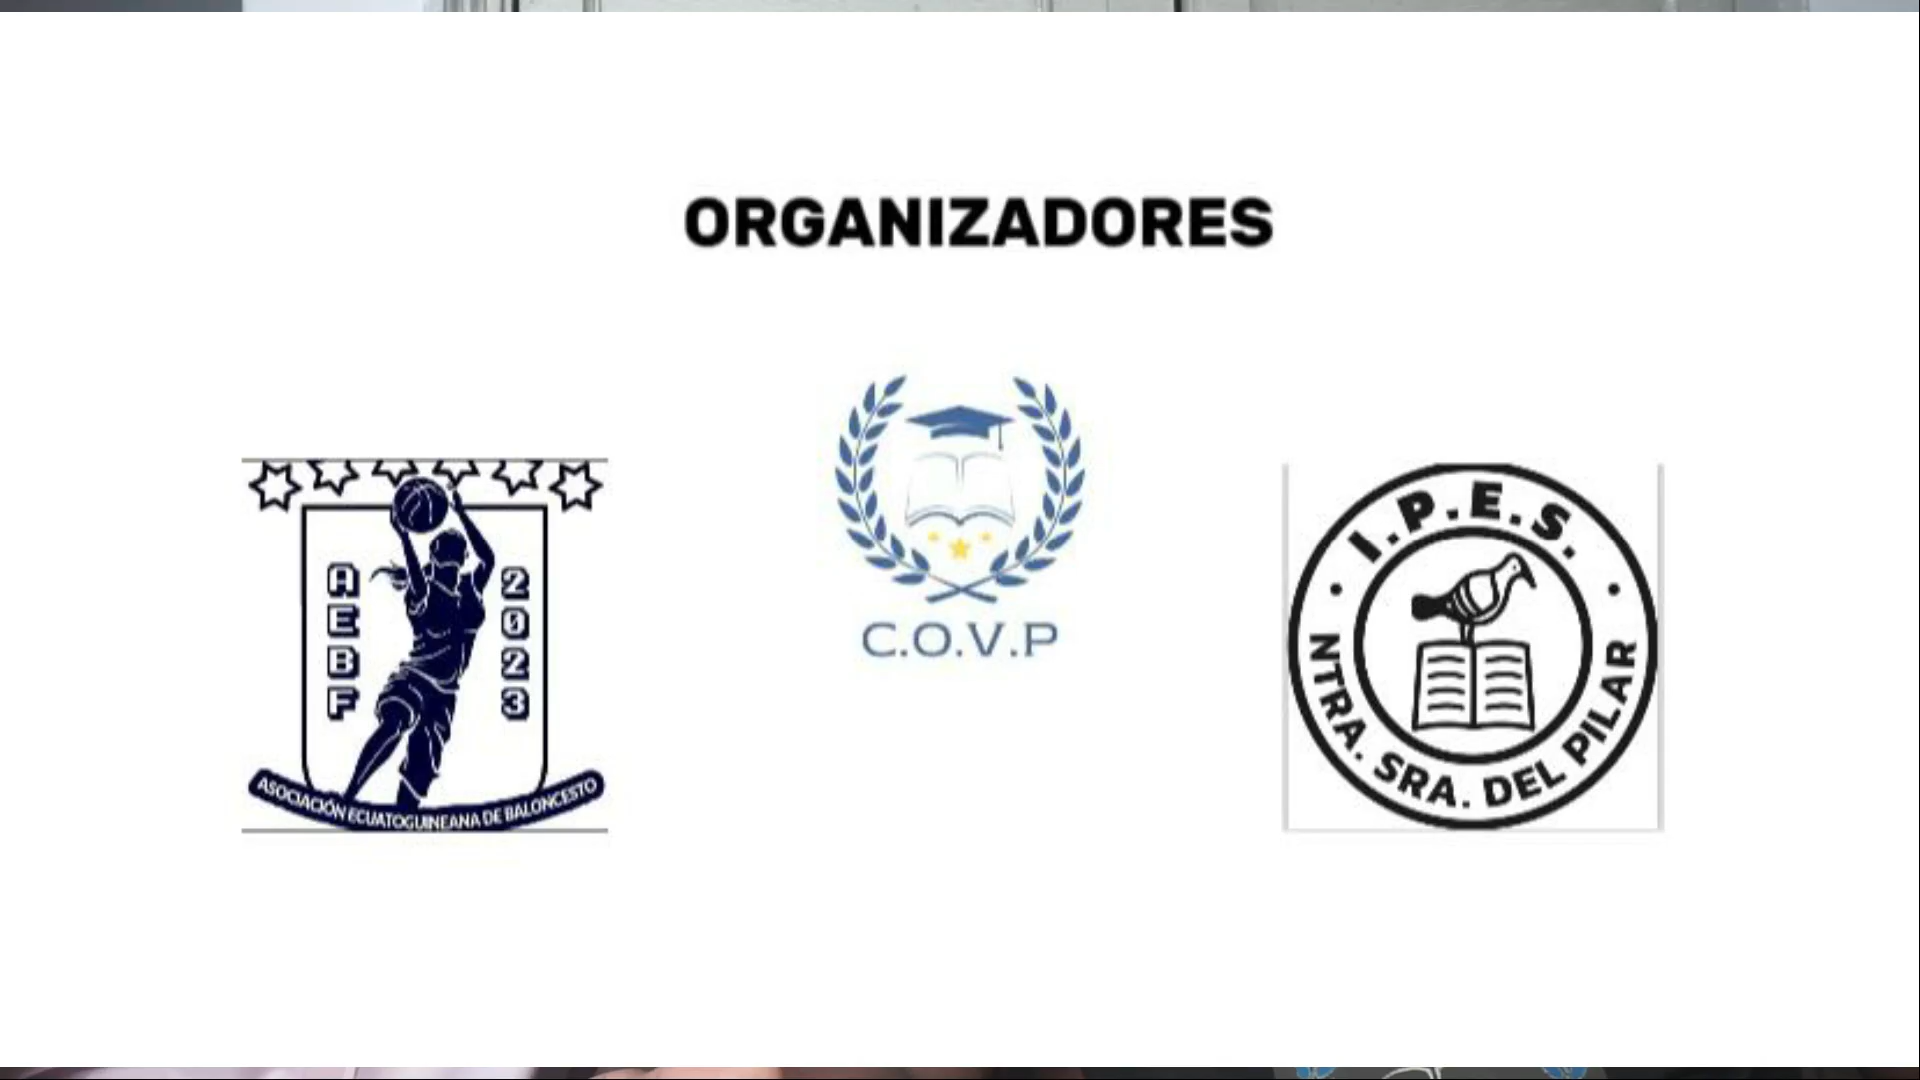 ORGANIZADORES
AEBF
2023
ASOCIACIÓN ECUATOGUINEANA DE BALONCESTO
C.O.V.P
I.P.E.S.
NTRA. SRA. DEL PILAR